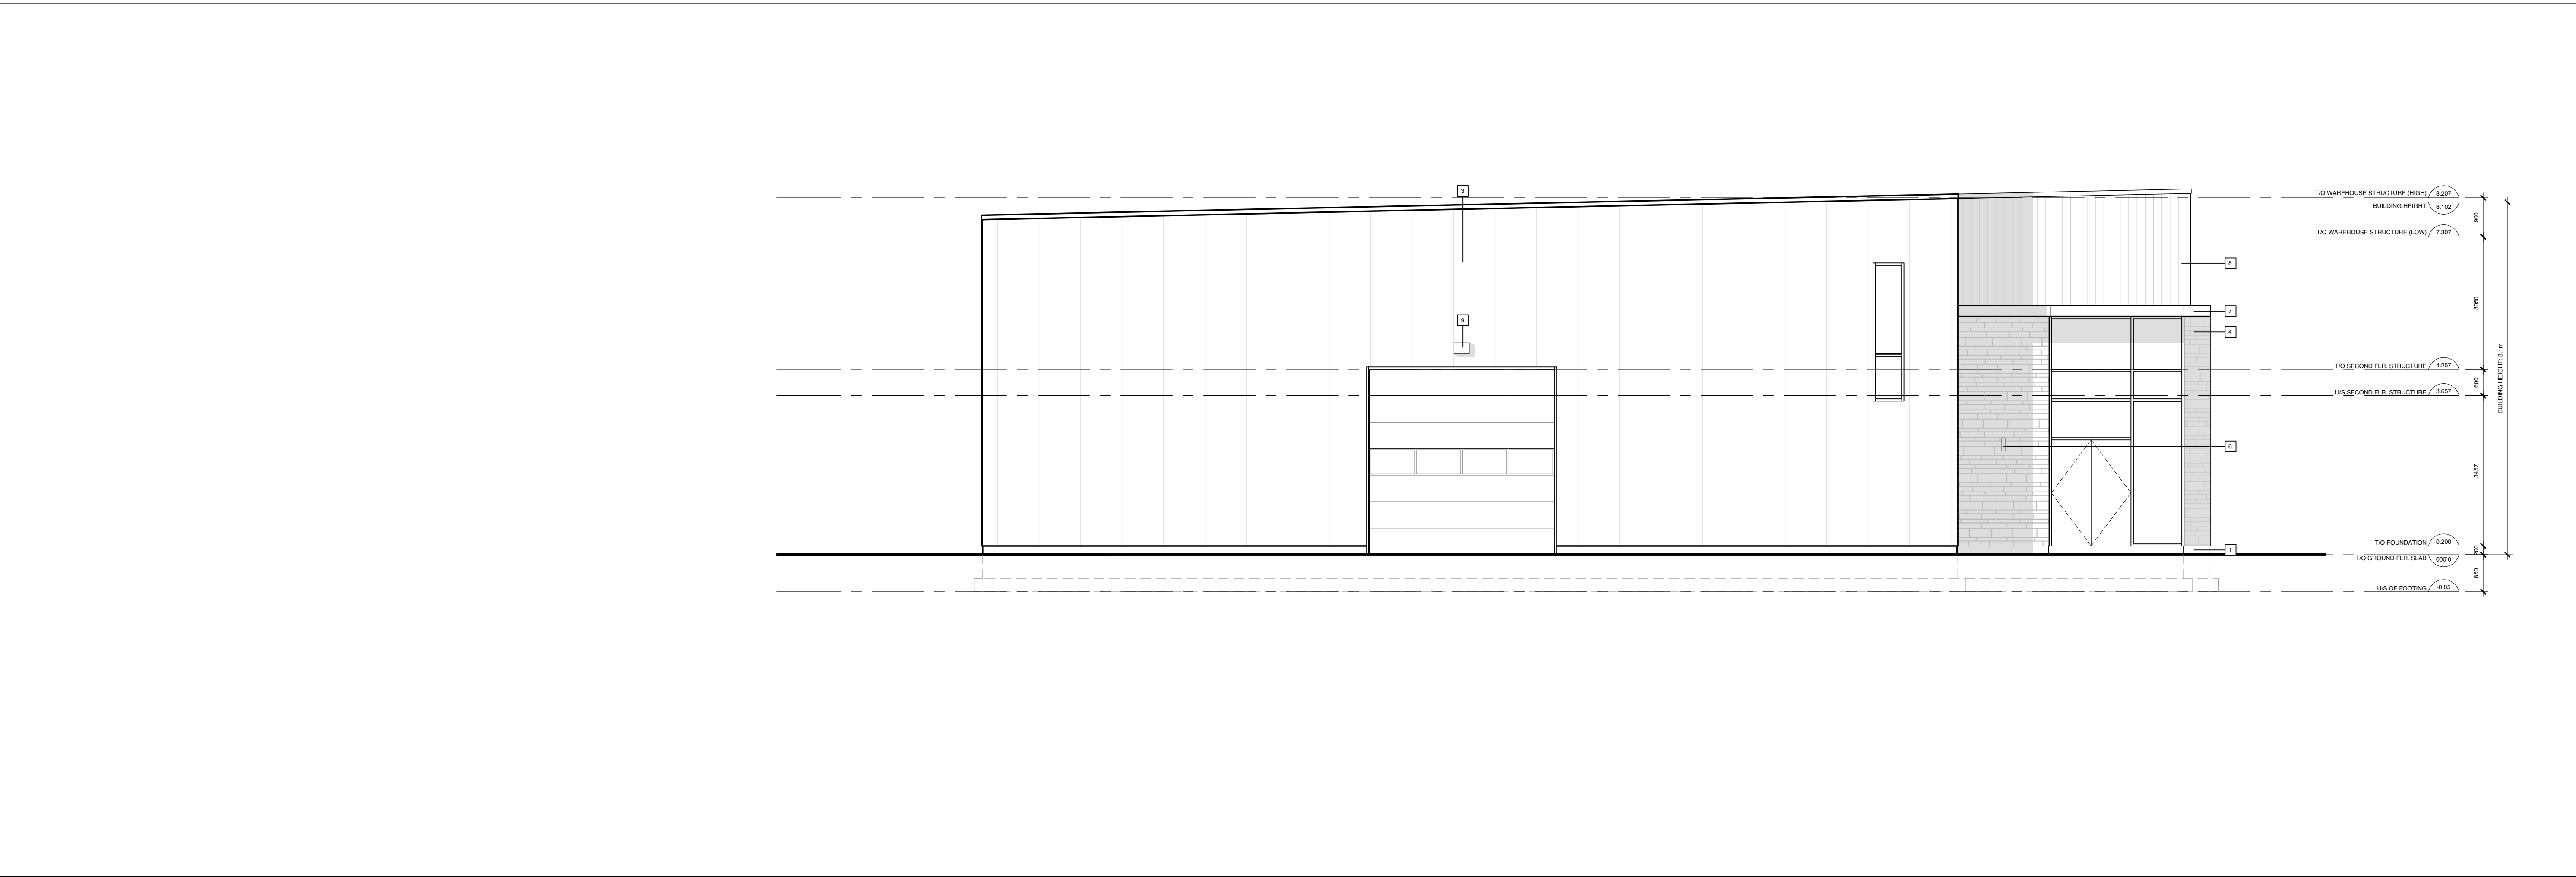 3
T/O WAREHOUSE STRUCTURE (HIGH) 8.207
BUILDING HEIGHT 8.102
900
T/O WAREHOUSE STRUCTURE (LOW) 7.307
8
3050
7
9
4
BUILDING HEIGHT: 8.1m
T/O SECOND FLR. STRUCTURE 4.257
600
U/S SECOND FLR. STRUCTURE 3.657
6
3457
T/O FOUNDATION 0.200
1
200
T/O GROUND FLR. SLAB 000'0
850
U/S OF FOOTING -0.85